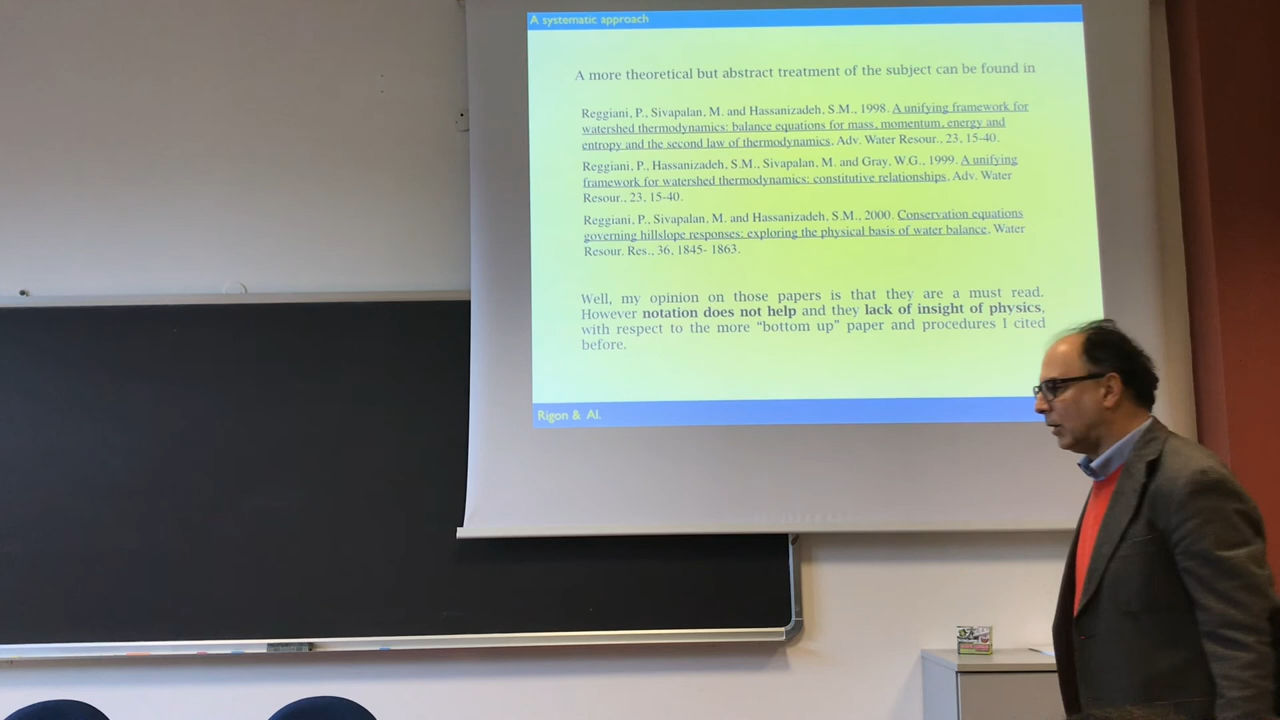 A systematic approach
A more theoretical but abstract treatment of the subject can be found in
Reggiani, P., Sivapalan, M. and Hassanizadeh, S.M., 1998. A unifying framework for
watershed thermodynamics: balance equations for mass, momentum, energy and
entropy and the second law of thermodynamics, Adv. Water Resour., 23, 15-40.
Reggiani, P., Hassanizadeh, S.M., Sivapalan, M. and Gray, W.G., 1999. A unifying
framework for watershed thermodynamics: constitutive relationships, Adv. Water
Resour., 23, 15-40.
Reggiani, P., Sivapalan, M. and Hassanizadeh, S.M., 2000. Conservation equations
governing hillslope responses: exploring the physical basis of water balance, Water
Resour. Res., 36, 1845- 1863.
Well, my opinion on those papers is that they are a must read.
However notation does not help and they lack of insight of physics,
with respect to the more “bottom up” paper and procedures I cited
before.
Rigon & Al.